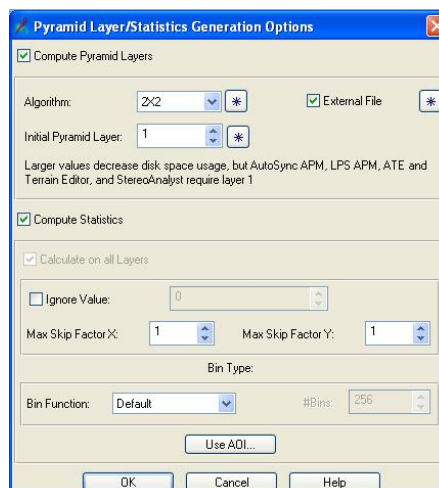 Pyramid Layer/Statistics Generation Options
Compute Pyramid Layers
Algorithm: 2X2 External File
Initial Pyramid Layer: 1
Larger values decrease disk space usage, but AutoSync APM, LPS APM, ATE and
Terrain Editor, and StereoAnalyst require layer 1
Compute Statistics
Calculate on all Layers
Ignore Value: 0
Max Skip Factor X: 1 Max Skip Factor Y: 1
Bin Type:
Bin Function: Default #Bins: 256
Use AOI...
OK Cancel Help